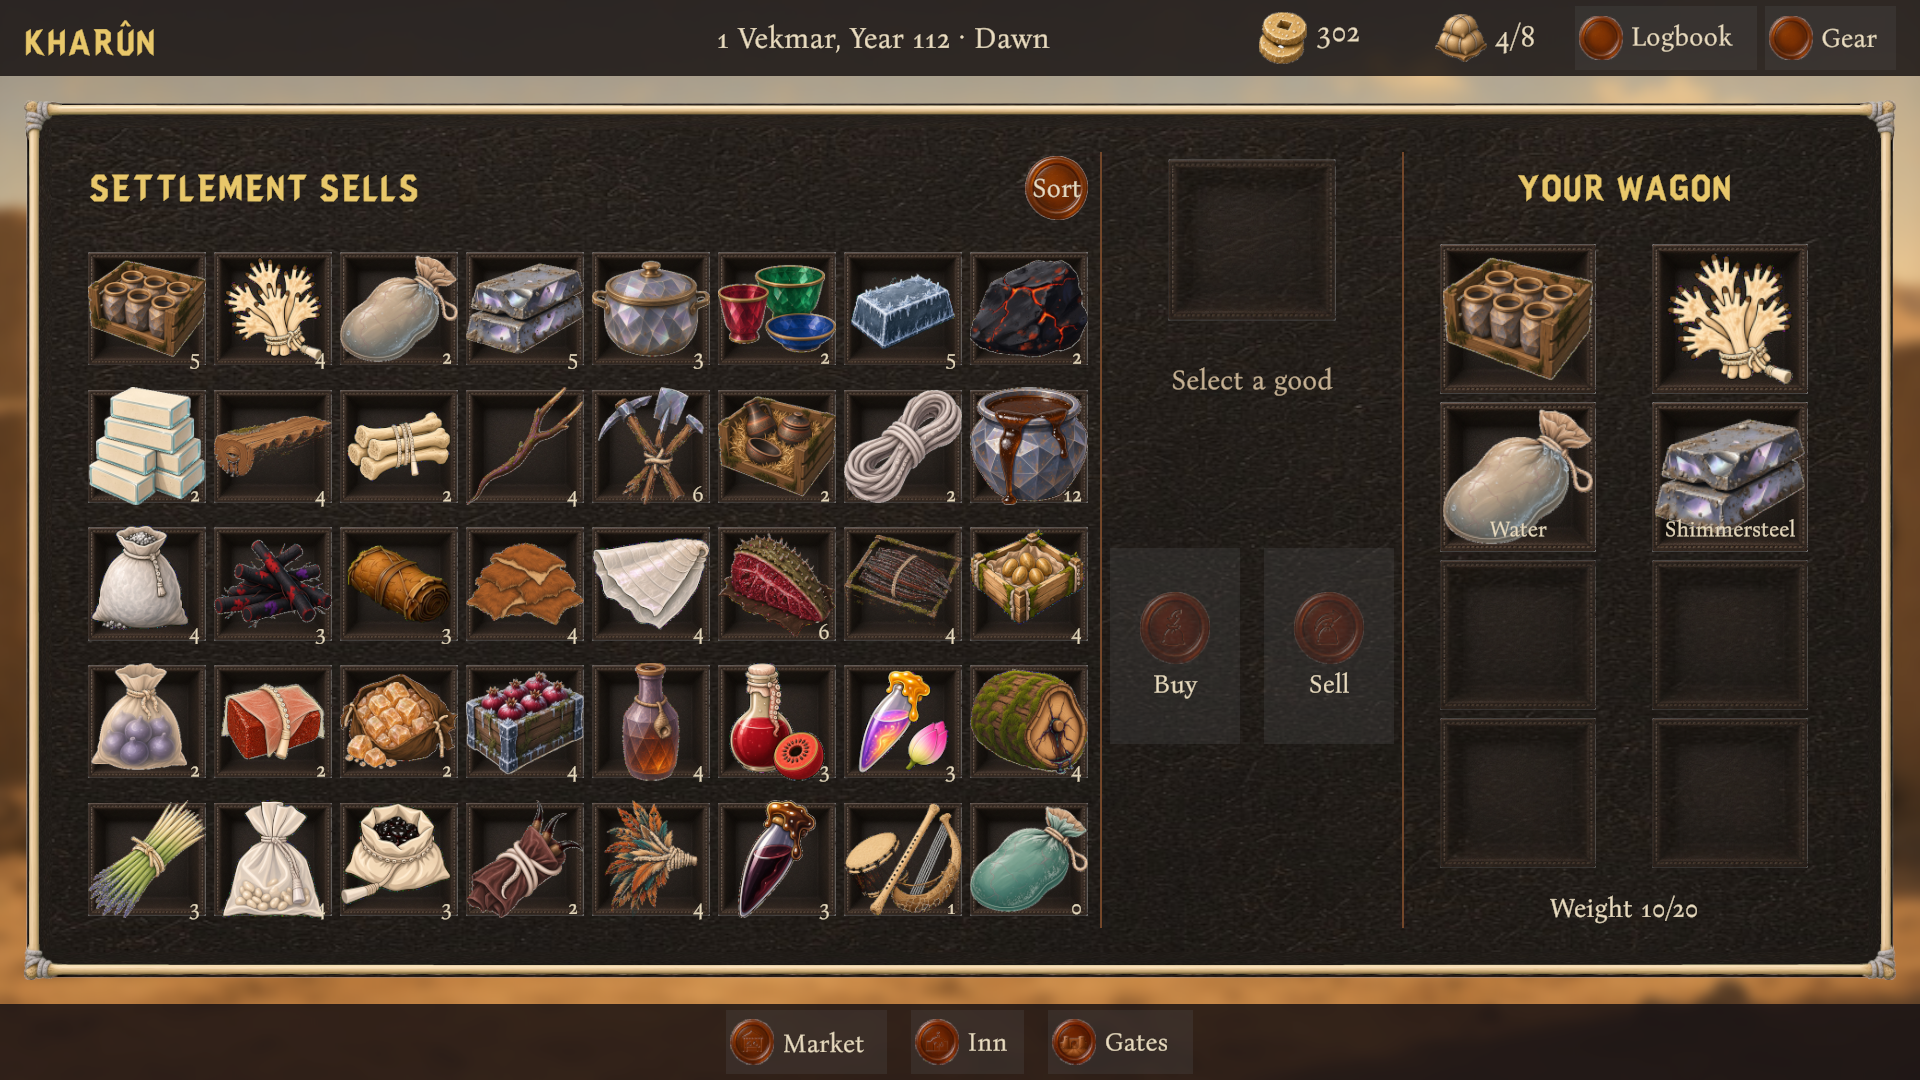 KHARÛN
1 Vekmar, Year 112 · Dawn
302
4/8
Logbook
Gear
SETTLEMENT SELLS
Sort
YOUR WAGON
5 4 2 5 3 2 5 2
Select a good
2 4 2 4 6 2 2 12
Water
Shimmersteel
4 3 3 4 4 6 4 4
Buy
Sell
2 2 2 4 4 3 3 4
3 4 3 2 4 3 1 0
Weight 10/20
Market
Inn
Gates